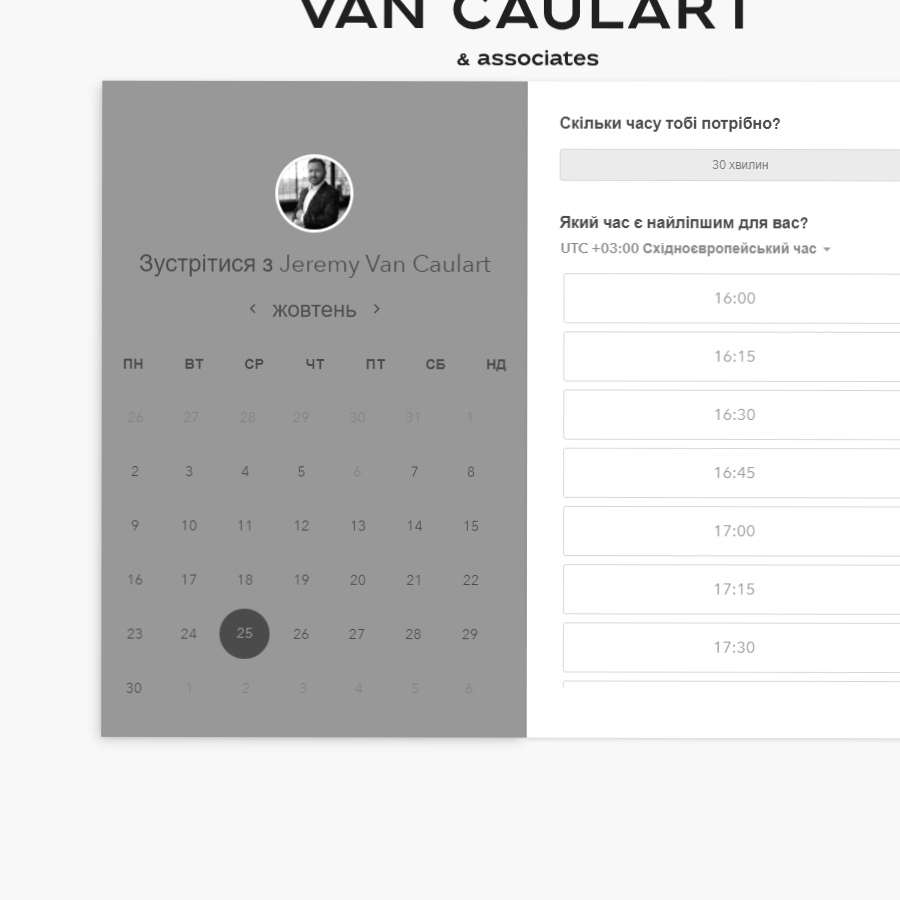 VAN CAULART
& associates
Зустрітися з Jeremy Van Caulart
жовтень
ПН ВТ СР ЧТ ПТ СБ НД
26 27 28 29 30 31 1
2 3 4 5 6 7 8
9 10 11 12 13 14 15
16 17 18 19 20 21 22
23 24 25 26 27 28 29
30 1 2 3 4 5 6
Скільки часу тобі потрібно?
30 хвилин
Який час є найліпшим для вас?
UTC +03:00 Східноєвропейський час
16:00
16:15
16:30
16:45
17:00
17:15
17:30